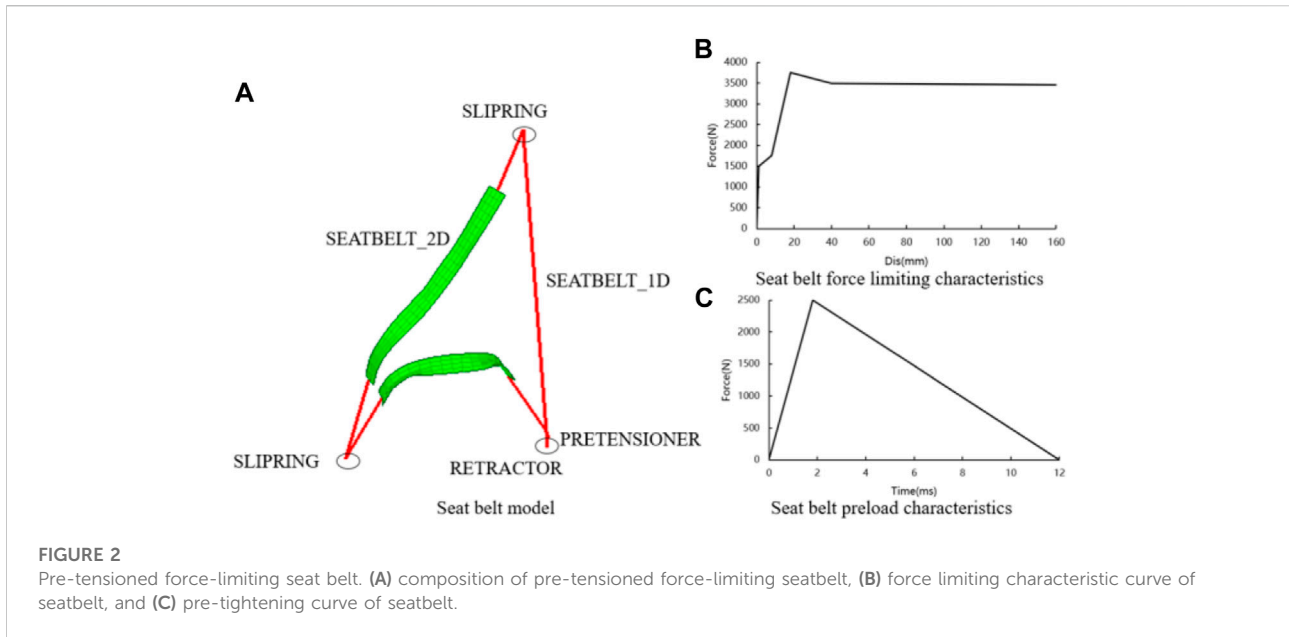 A
SLIPRING
SEATBELT_2D
SEATBELT_1D
SLIPRING
PRETENSIONER
RETRACTOR
Seat belt model
B
4000
3500
3000
2500
2000
1500
1000
500
0
Force(N)
0 20 40 60 80 100 120 140 160
Dis(mm)
Seat belt force limiting characteristics
C
2500
2000
1500
1000
500
0
Force(N)
0 2 4 6 8 10 12
Time(ms)
Seat belt preload characteristics
FIGURE 2
Pre-tensioned force-limiting seat belt. (A) composition of pre-tensioned force-limiting seatbelt, (B) force limiting characteristic curve of
seatbelt, and (C) pre-tightening curve of seatbelt.